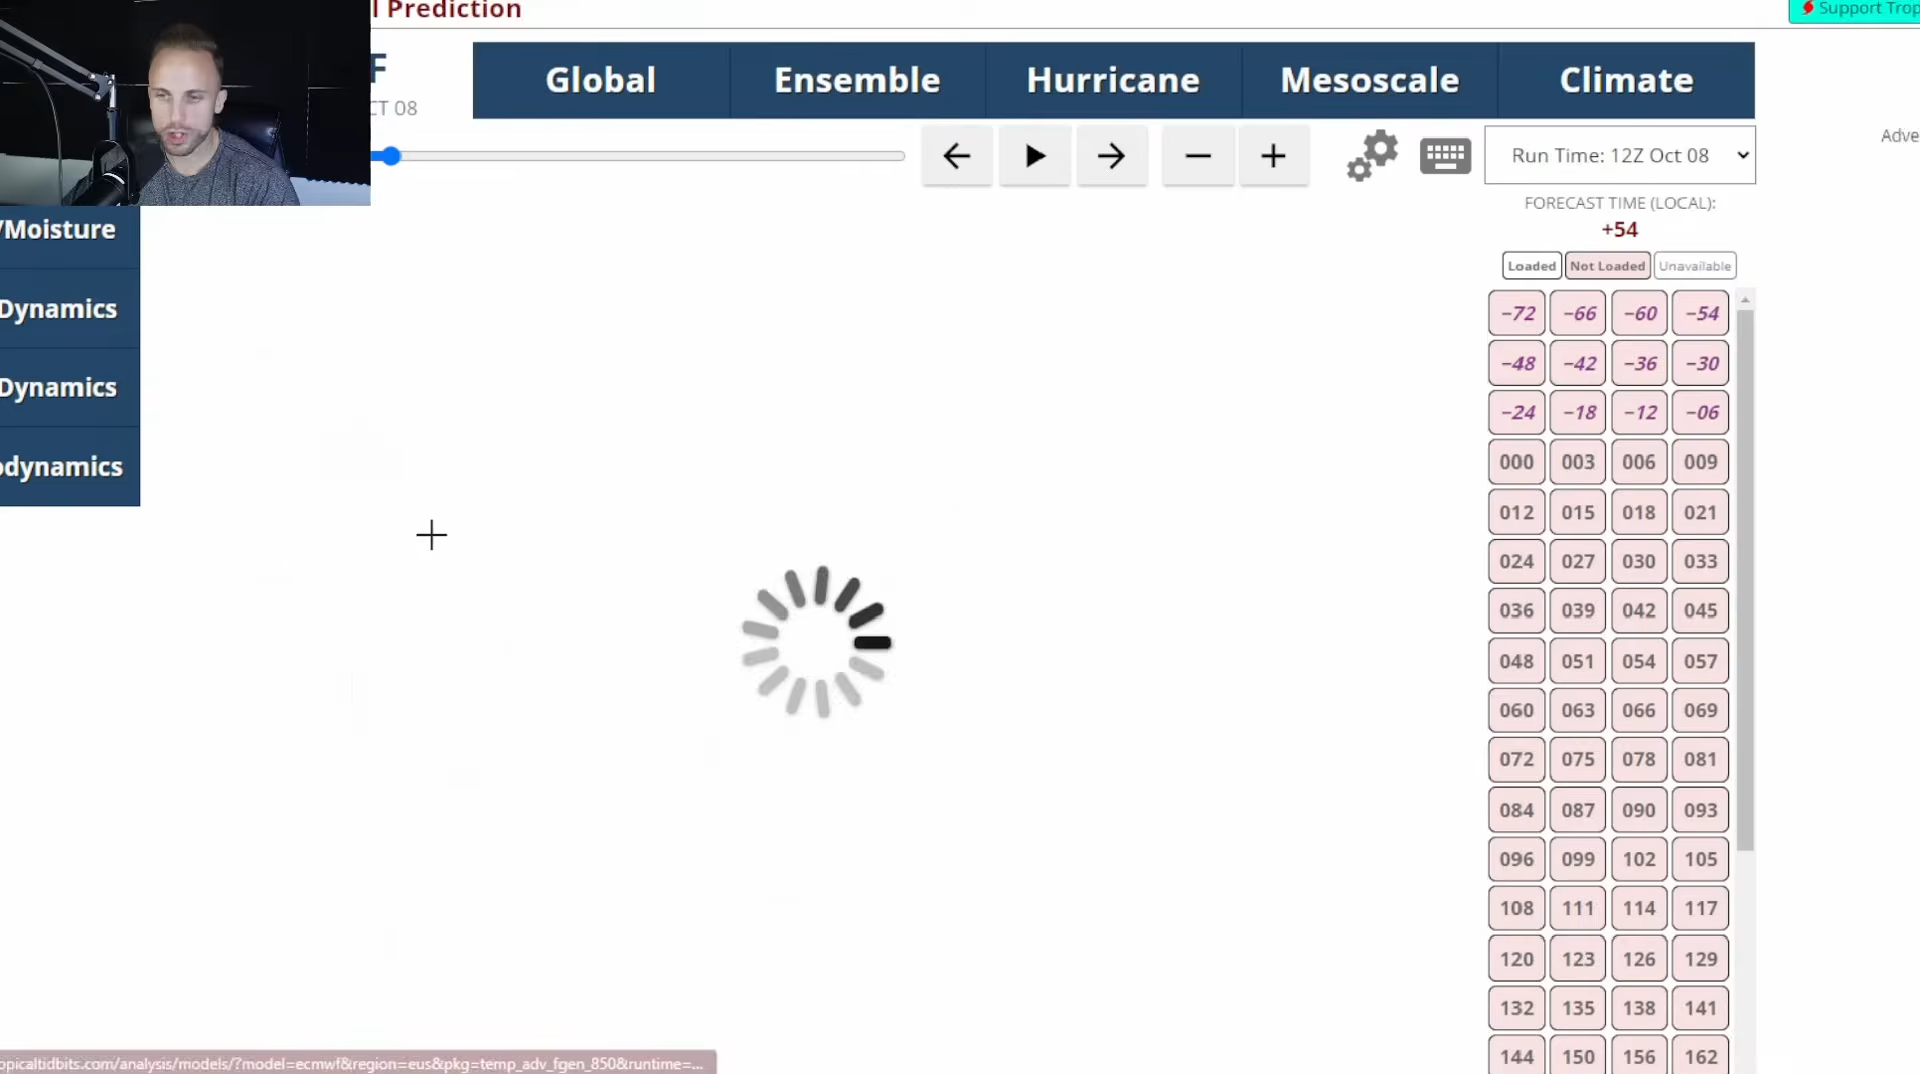 l Prediction
Support Trop
F
CT 08
Global
Ensemble
Hurricane
Mesoscale
Climate
Run Time: 12Z Oct 08
Adve
FORECAST TIME (LOCAL):
+54
Loaded
Not Loaded
Unavailable
/Moisture
Dynamics
Dynamics
odynamics
−72 −66 −60 −54
−48 −42 −36 −30
−24 −18 −12 −06
000 003 006 009
012 015 018 021
024 027 030 033
036 039 042 045
048 051 054 057
060 063 066 069
072 075 078 081
084 087 090 093
096 099 102 105
108 111 114 117
120 123 126 129
132 135 138 141
144 150 156 162
opicaltidbits.com/analysis/models/?model=ecmwf&region=eus&pkg=temp_adv_fgen_850&runtime=...